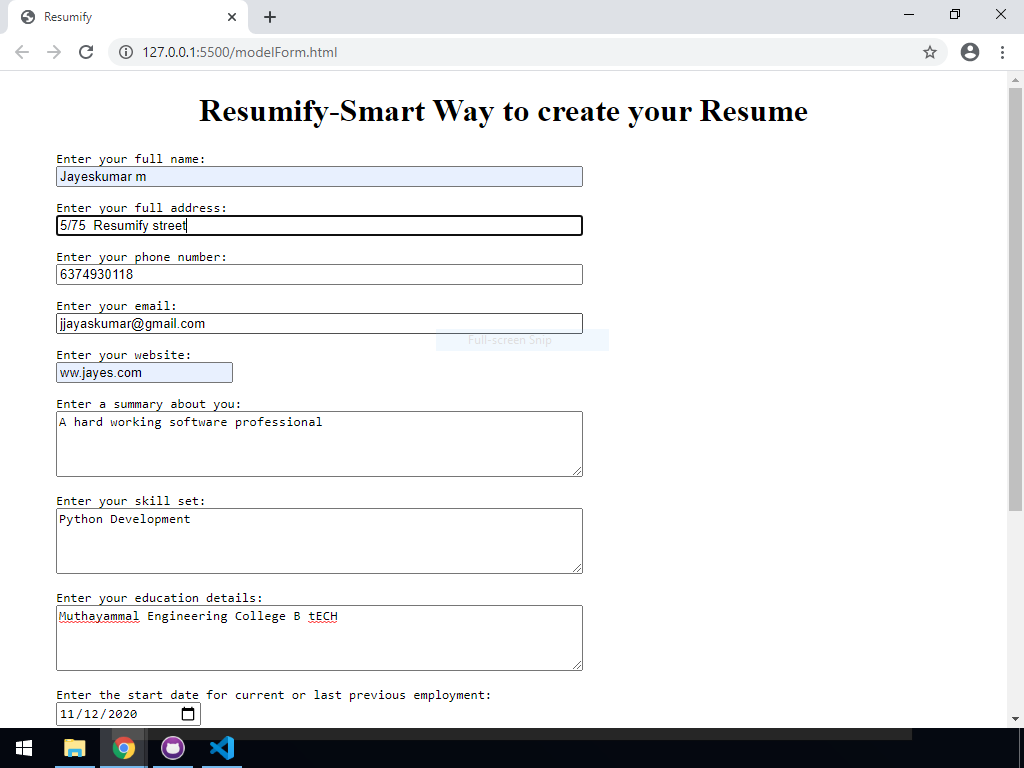 Resumify
127.0.0.1:5500/modelForm.html
Resumify-Smart Way to create your Resume
Enter your full name:
Jayeskumar m
Enter your full address:
5/75  Resumify street
Enter your phone number:
6374930118
Enter your email:
jjayaskumar@gmail.com
Full-screen Snip
Enter your website:
ww.jayes.com
Enter a summary about you:
A hard working software professional
Enter your skill set:
Python Development
Enter your education details:
Muthayammal Engineering College B tECH
Enter the start date for current or last previous employment:
11/12/2020